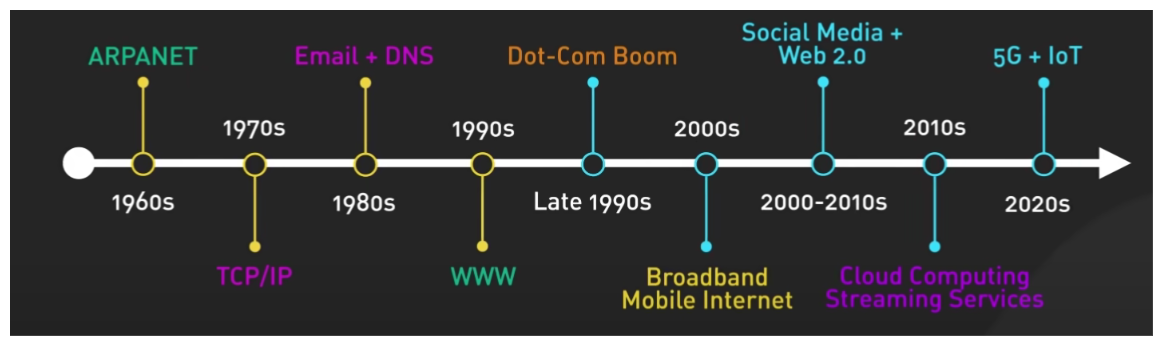 ARPANET
Email + DNS
Dot-Com Boom
Social Media +
Web 2.0
5G + IoT
1970s
1990s
2000s
2010s
1960s
1980s
Late 1990s
2000-2010s
2020s
TCP/IP
WWW
Broadband
Mobile Internet
Cloud Computing
Streaming Services